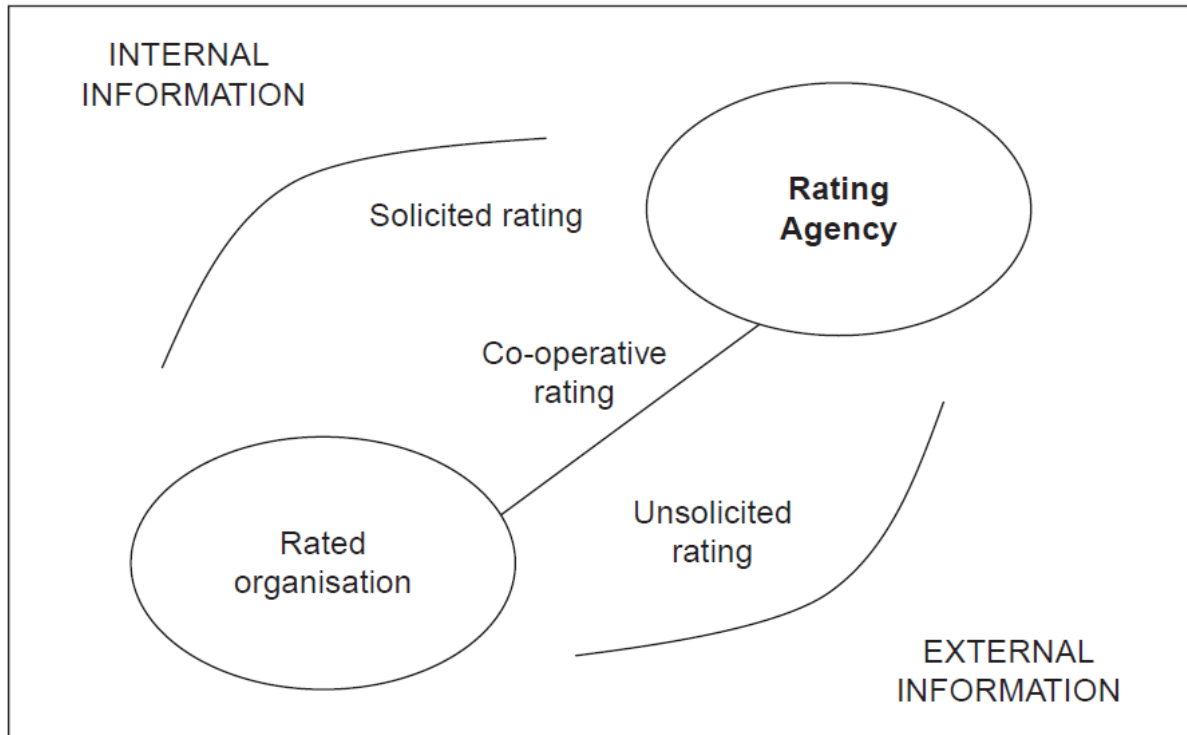 INTERNAL
INFORMATION
Rating
Agency
Solicited rating
Co-operative
rating
Unsolicited
rating
Rated
organisation
EXTERNAL
INFORMATION